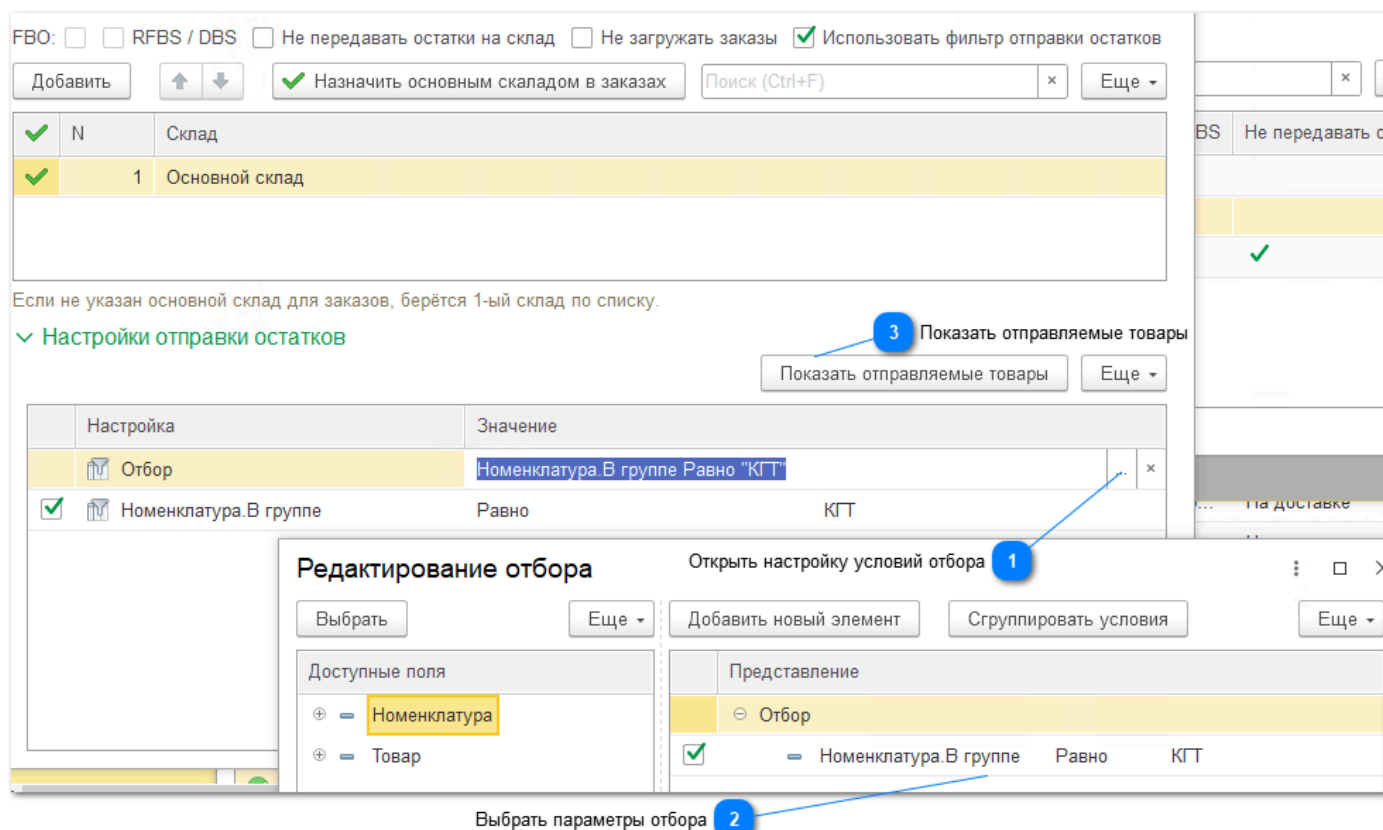 FBO: RFBS / DBS Не передавать остатки на склад Не загружать заказы Использовать фильтр отправки остатков
Добавить Назначить основным скаладом в заказах Поиск (Ctrl+F) × Еще ×
N Склад BS Не передавать о
1 Основной склад
Если не указан основной склад для заказов, берётся 1-ый склад по списку.
Настройки отправки остатков
3 Показать отправляемые товары
Показать отправляемые товары Еще
Настройка Значение
Отбор Номенклатура.В группе Равно "КГТ" ... ×
Номенклатура.В группе Равно КГТ
Редактирование отбора Открыть настройку условий отбора 1
Выбрать Еще Добавить новый элемент Сгруппировать условия Еще
Доступные поля Представление
Номенклатура Отбор
Товар Номенклатура.В группе Равно КГТ
Выбрать параметры отбора 2